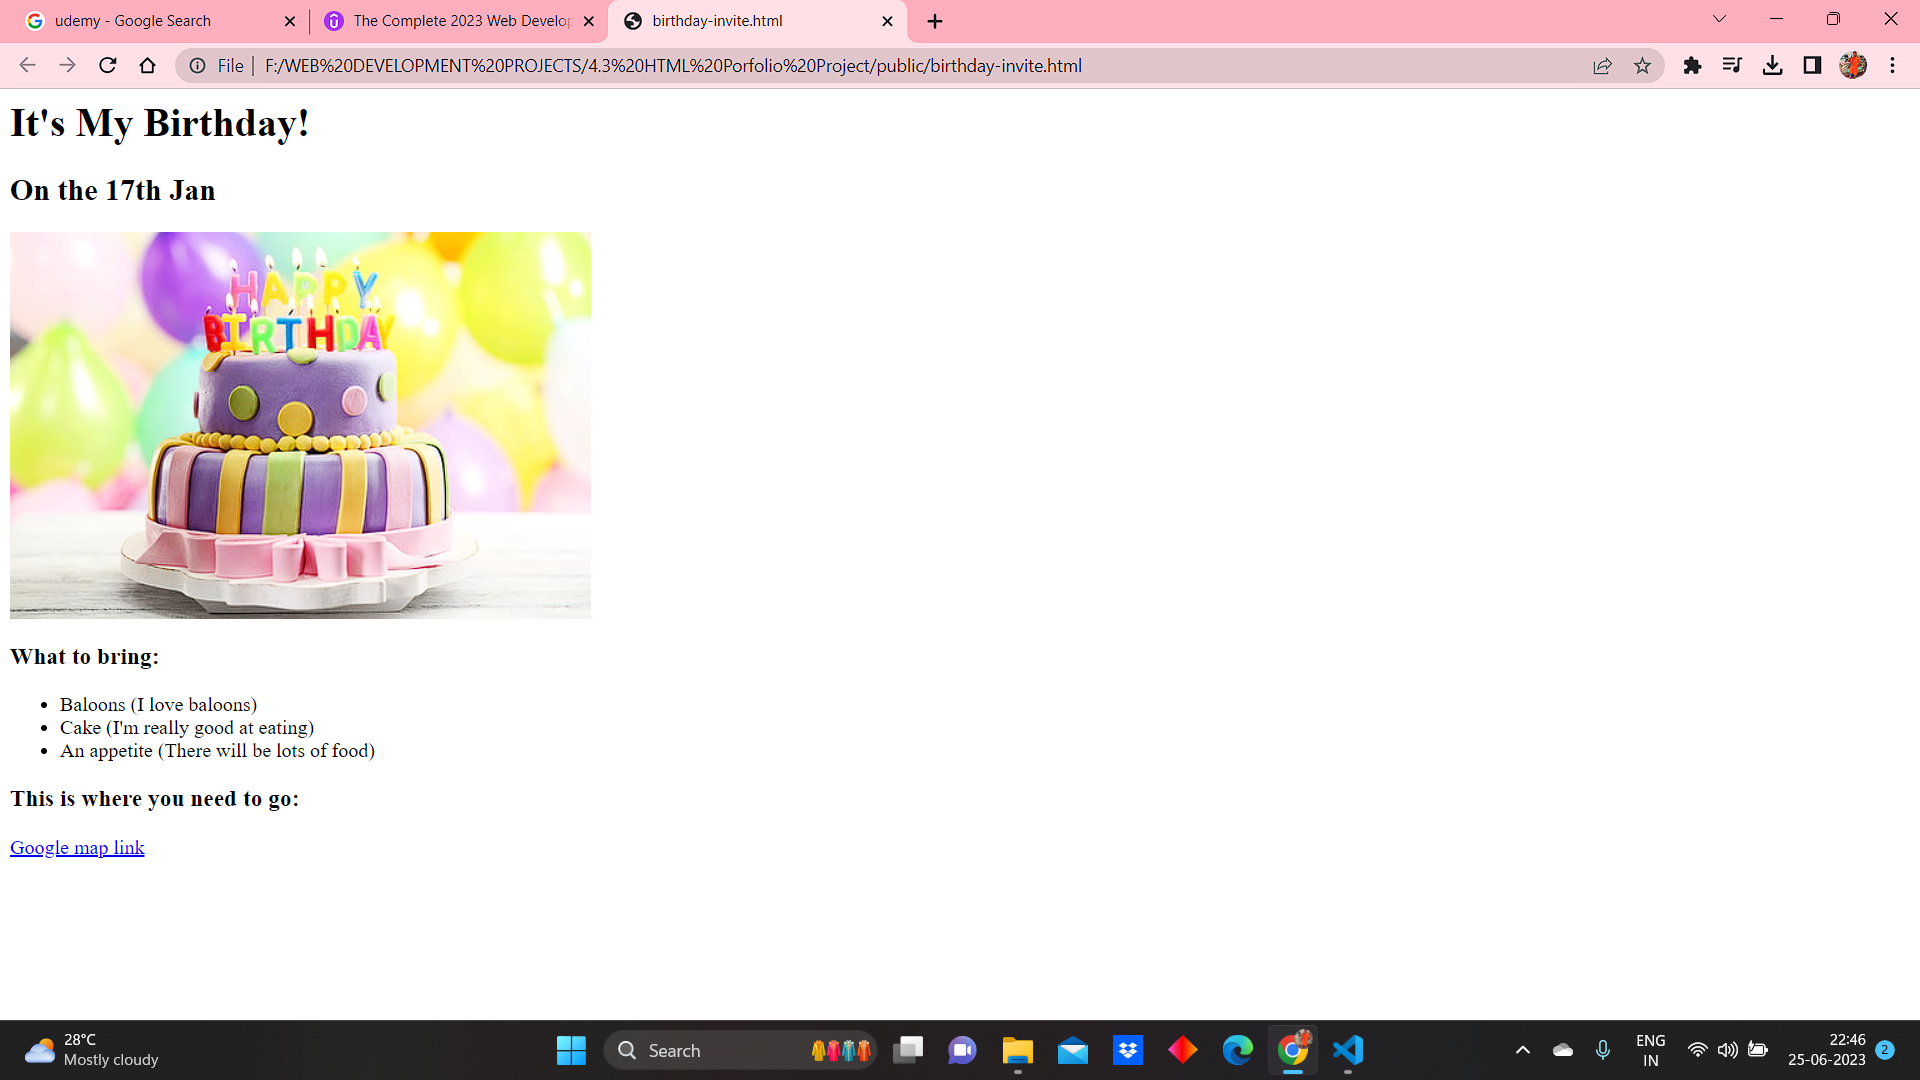 udemy - Google Search
The Complete 2023 Web Develop
birthday-invite.html
File
F:/WEB%20DEVELOPMENT%20PROJECTS/4.3%20HTML%20Porfolio%20Project/public/birthday-invite.html
It's My Birthday!
On the 17th Jan
HAPPY
BIRTHDAY
What to bring:
Baloons (I love baloons)
Cake (I'm really good at eating)
An appetite (There will be lots of food)
This is where you need to go:
Google map link
28°C
Mostly cloudy
Search
ENG
IN
22:46
25-06-2023
2